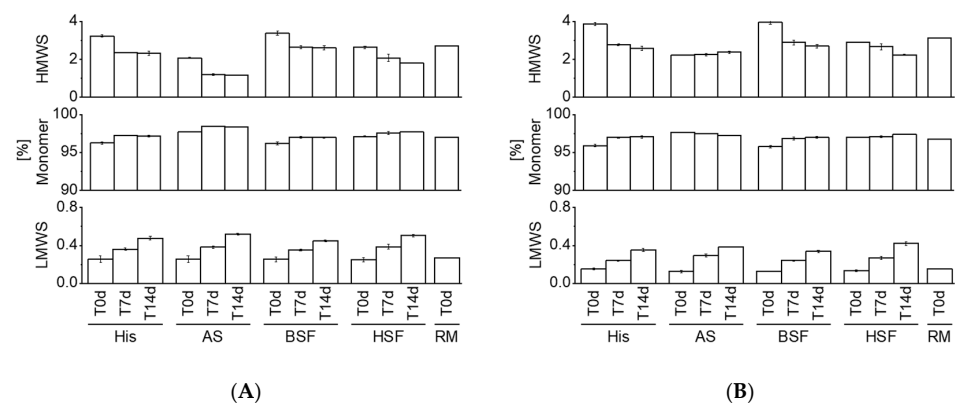 4
2
0
HMWS
100
95
90
[%]
Monomer
0.8
0.4
0.0
LMWS
T0d T7d T14d T0d T7d T14d T0d T7d T14d T0d T7d T14d T0d
His AS BSF HSF RM
(A)
4
2
0
HMWS
100
95
90
[%]
Monomer
0.8
0.4
0.0
LMWS
T0d T7d T14d T0d T7d T14d T0d T7d T14d T0d T7d T14d T0d
His AS BSF HSF RM
(B)